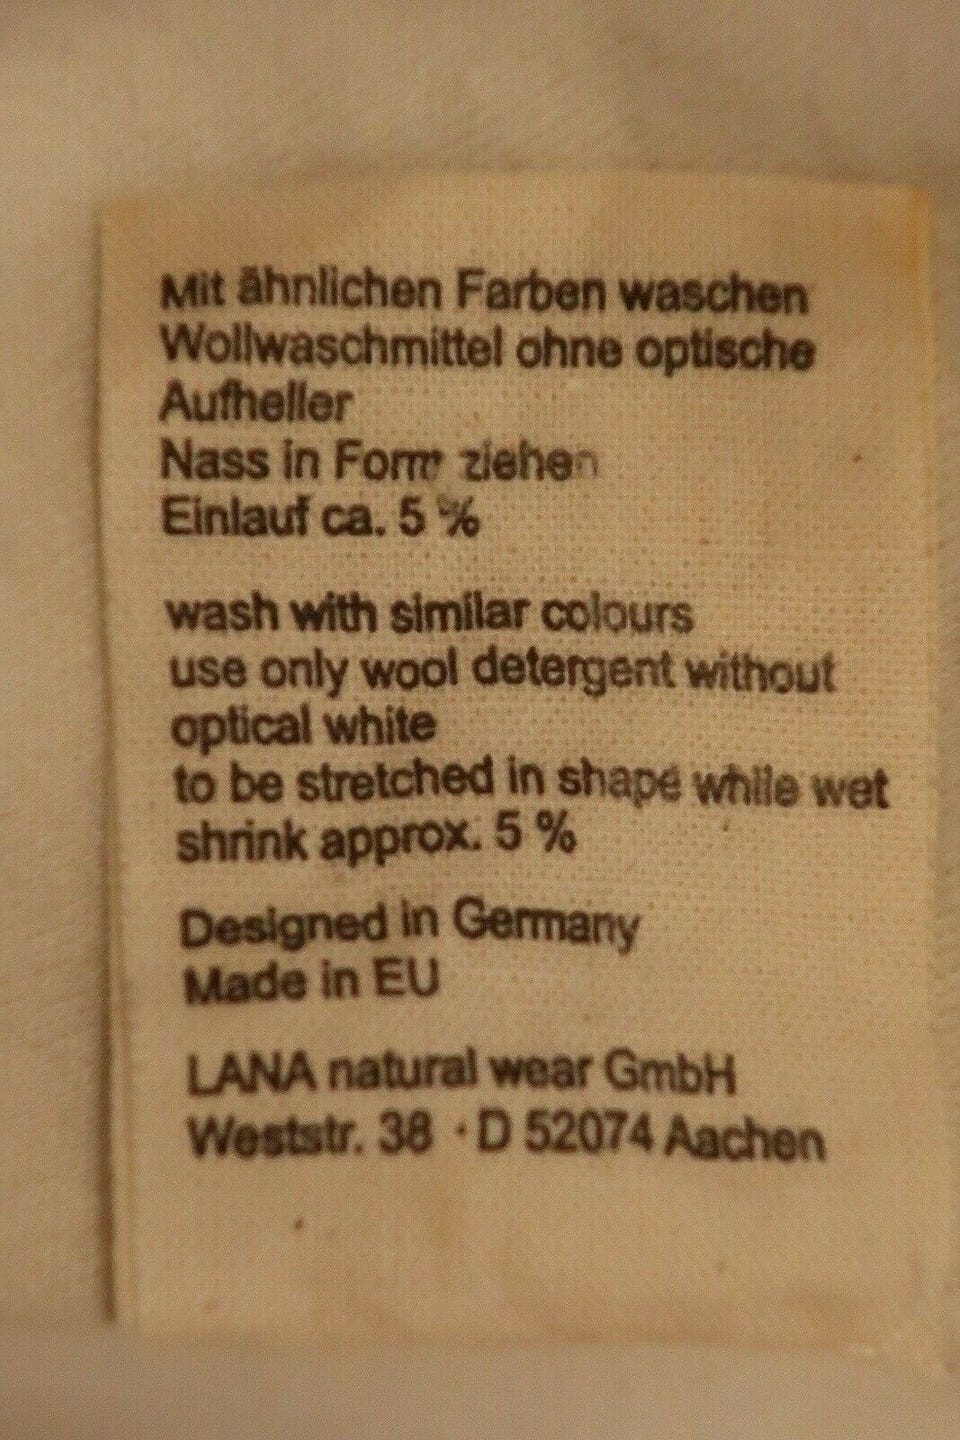 Mit ähnlichen Farben waschen
Wollwaschmittel ohne optische
Aufheller
Nass in Form ziehen
Einlauf ca. 5 %
wash with similar colours
use only wool detergent without
optical white
to be stretched in shape while wet
shrink approx. 5 %
Designed in Germany
Made in EU
LANA natural wear GmbH
Weststr. 38 · D 52074 Aachen